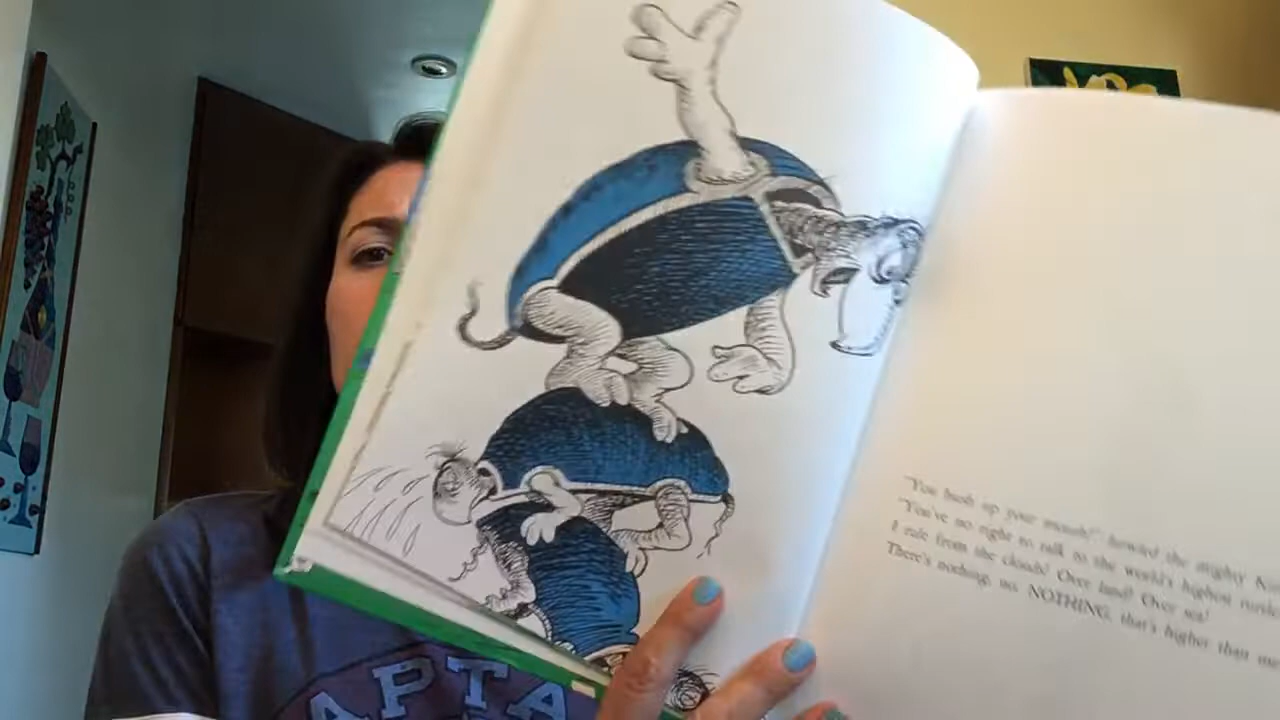 "You hush up your mouth!" howled the mighty
"You've no right to talk to the world's highest
I rule from the clouds! Over land! Over sea!
There's nothing, no, NOTHING, that's higher than me
APTA